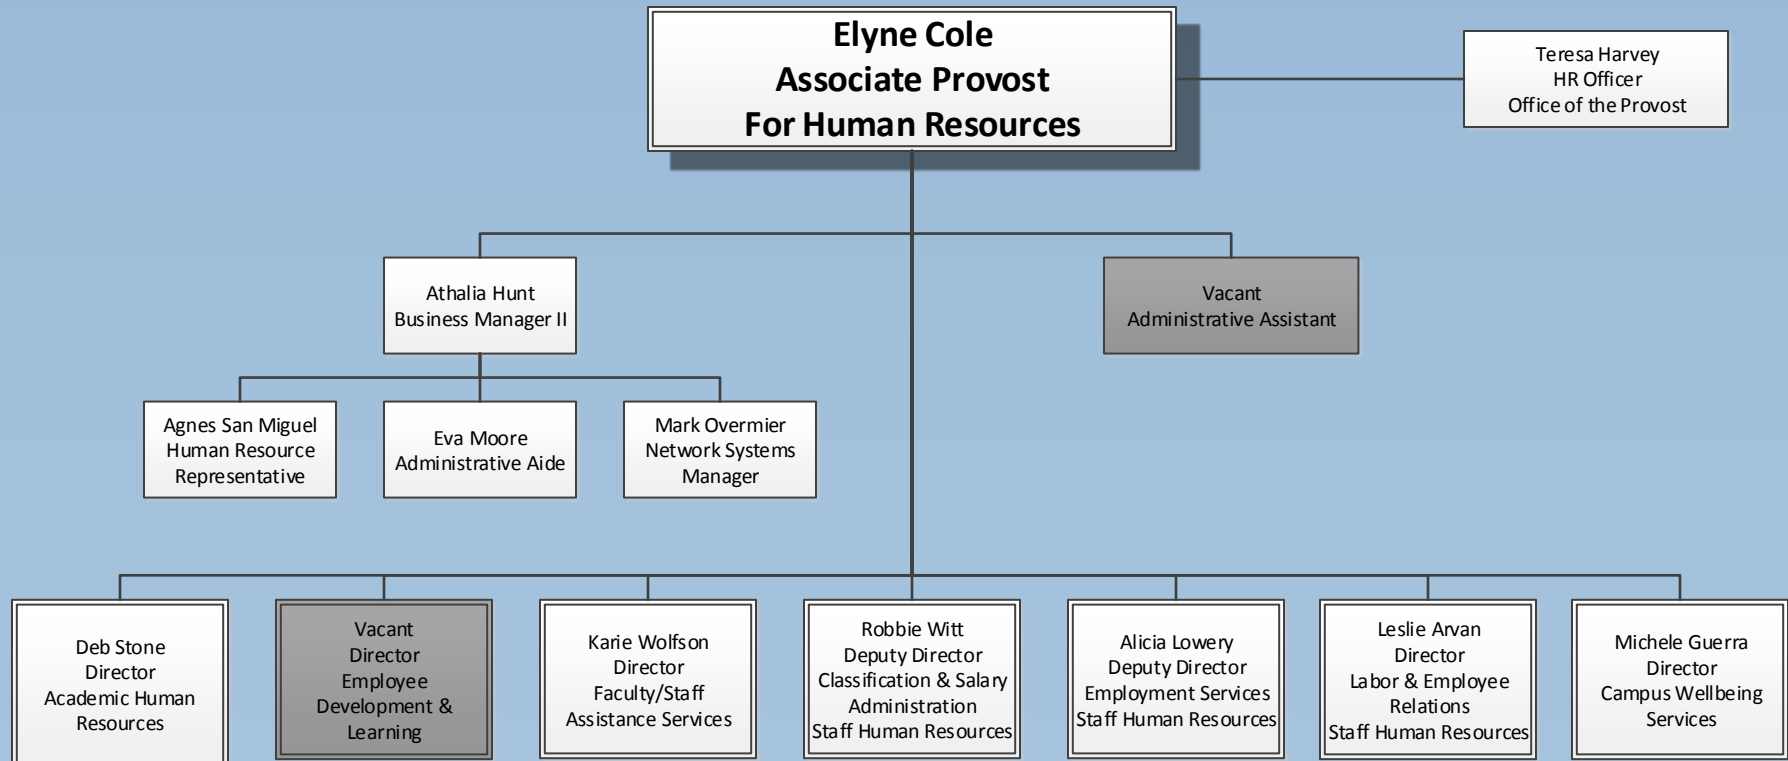 Elyne Cole
Associate Provost
For Human Resources
Teresa Harvey
HR Officer
Office of the Provost
Athalia Hunt
Business Manager II
Vacant
Administrative Assistant
Agnes San Miguel
Human Resource
Representative
Eva Moore
Administrative Aide
Mark Overmier
Network Systems
Manager
Deb Stone
Director
Academic Human
Resources
Vacant
Director
Employee
Development &
Learning
Karie Wolfson
Director
Faculty/Staff
Assistance Services
Robbie Witt
Deputy Director
Classification & Salary
Administration
Staff Human Resources
Alicia Lowery
Deputy Director
Employment Services
Staff Human Resources
Leslie Arvan
Director
Labor & Employee
Relations
Staff Human Resources
Michele Guerra
Director
Campus Wellbeing
Services